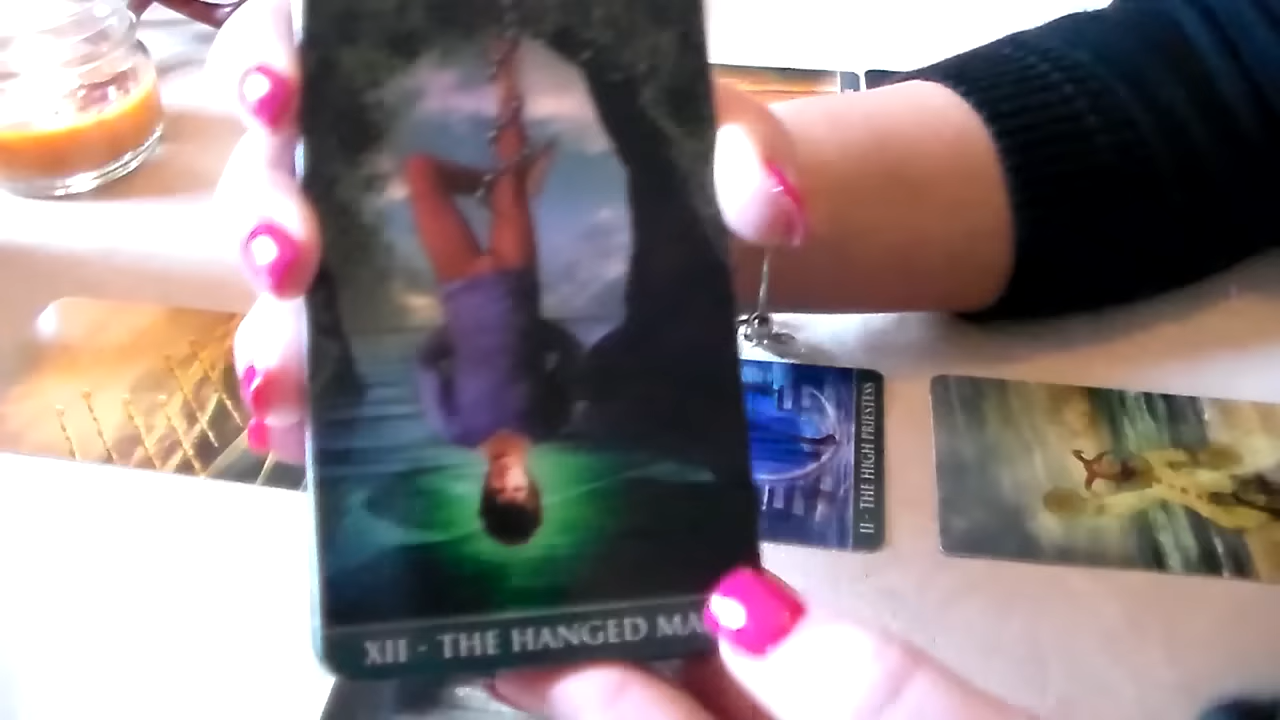 XII · THE HANGED MA
II · THE HIGH PRIESTESS